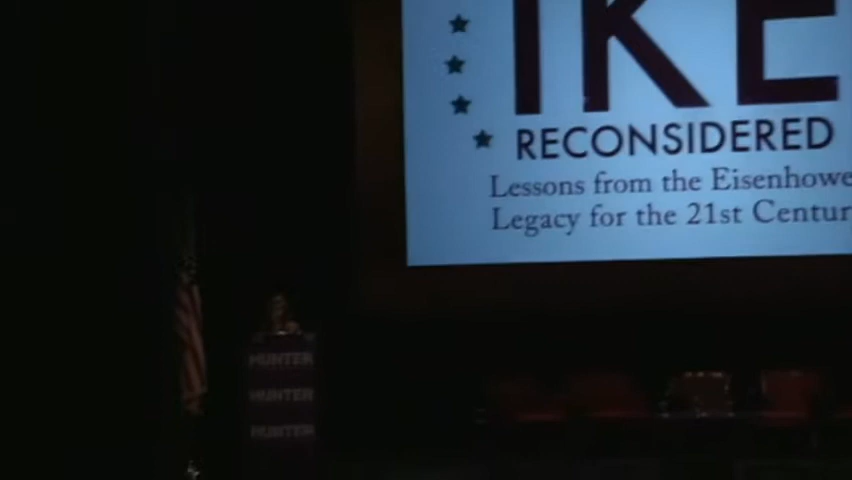 IKE
RECONSIDERED
Lessons from the Eisenhowe
Legacy for the 21st Centur
HUNTER
HUNTER
HUNTER